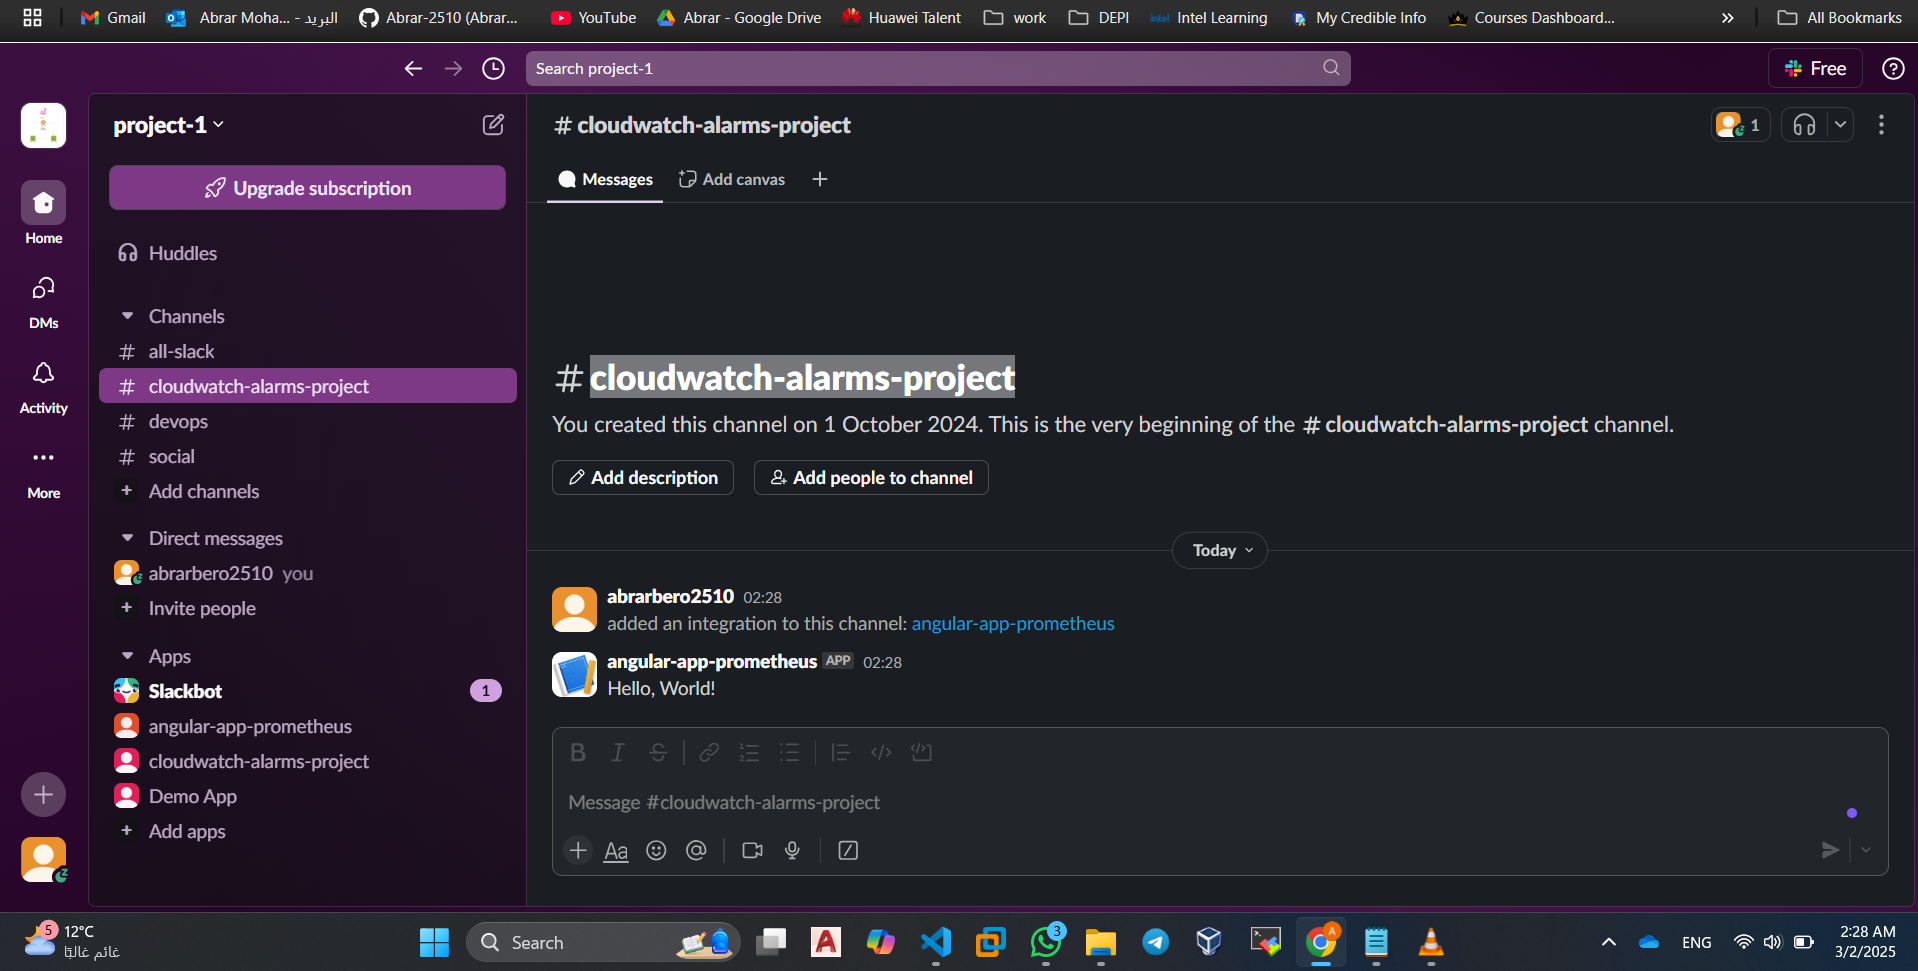 Gmail
Abrar Moha... - البريد
Abrar-2510 (Abrar...
YouTube
Abrar - Google Drive
Huawei Talent
work
DEPI
intel Intel Learning
My Credible Info
Courses Dashboard...
All Bookmarks
Search project-1
Free
project-1
Upgrade subscription
Home
DMs
Activity
More
Huddles
Channels
# all-slack
# cloudwatch-alarms-project
# devops
# social
+ Add channels
Direct messages
abrarbero2510 you
+ Invite people
Apps
Slackbot 1
angular-app-prometheus
cloudwatch-alarms-project
Demo App
+ Add apps
# cloudwatch-alarms-project
1
Messages
Add canvas
# cloudwatch-alarms-project
You created this channel on 1 October 2024. This is the very beginning of the # cloudwatch-alarms-project channel.
Add description
Add people to channel
Today
abrarbero2510 02:28
added an integration to this channel: angular-app-prometheus
angular-app-prometheus APP 02:28
Hello, World!
Message #cloudwatch-alarms-project
Aa
5
12°C
غائم غالبًا
Search
3
ENG
2:28 AM
3/2/2025